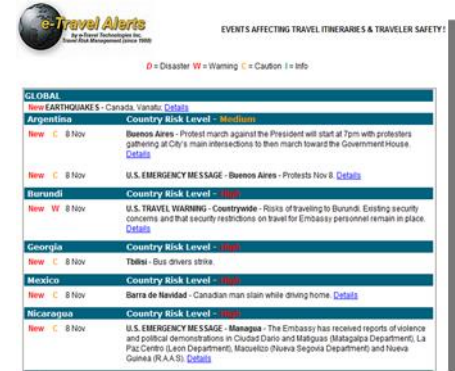 e-Travel Alerts
by e-Travel Technologies Inc.
Travel Risk Management (since 1998)
EVENTS AFFECTING TRAVEL ITINERARIES & TRAVELER SAFETY!
D = Disaster W = Warning C = Caution I = Info
GLOBAL
New EARTHQUAKES - Canada, Vanatu; Details
Argentina Country Risk Level - Medium
New C 8 Nov Buenos Aires - Protest march against the President will start at 7pm with protesters
gathering at City's main intersections to then march toward the Government House.
Details
New C 8 Nov U.S. EMERGENCY MESSAGE - Buenos Aires - Protests Nov 8. Details
Burundi Country Risk Level - High
New W 8 Nov U.S. TRAVEL WARNING - Countrywide - Risks of traveling to Burundi. Existing security
concerns and that security restrictions on travel for Embassy personnel remain in place.
Details
Georgia Country Risk Level - High
New C 8 Nov Tbilisi - Bus drivers strike.
Mexico Country Risk Level - High
New C 8 Nov Barra de Navidad - Canadian man slain while driving home. Details
Nicaragua Country Risk Level - High
New C 8 Nov U.S. EMERGENCY MESSAGE - Managua - The Embassy has received reports of violence
and political demonstrations in Ciudad Dario and Matiguas (Matagalpa Department), La
Paz Centro (Leon Department), Macuelizo (Nueva Segovia Department) and Nueva
Guinea (R.A.A.S). Details